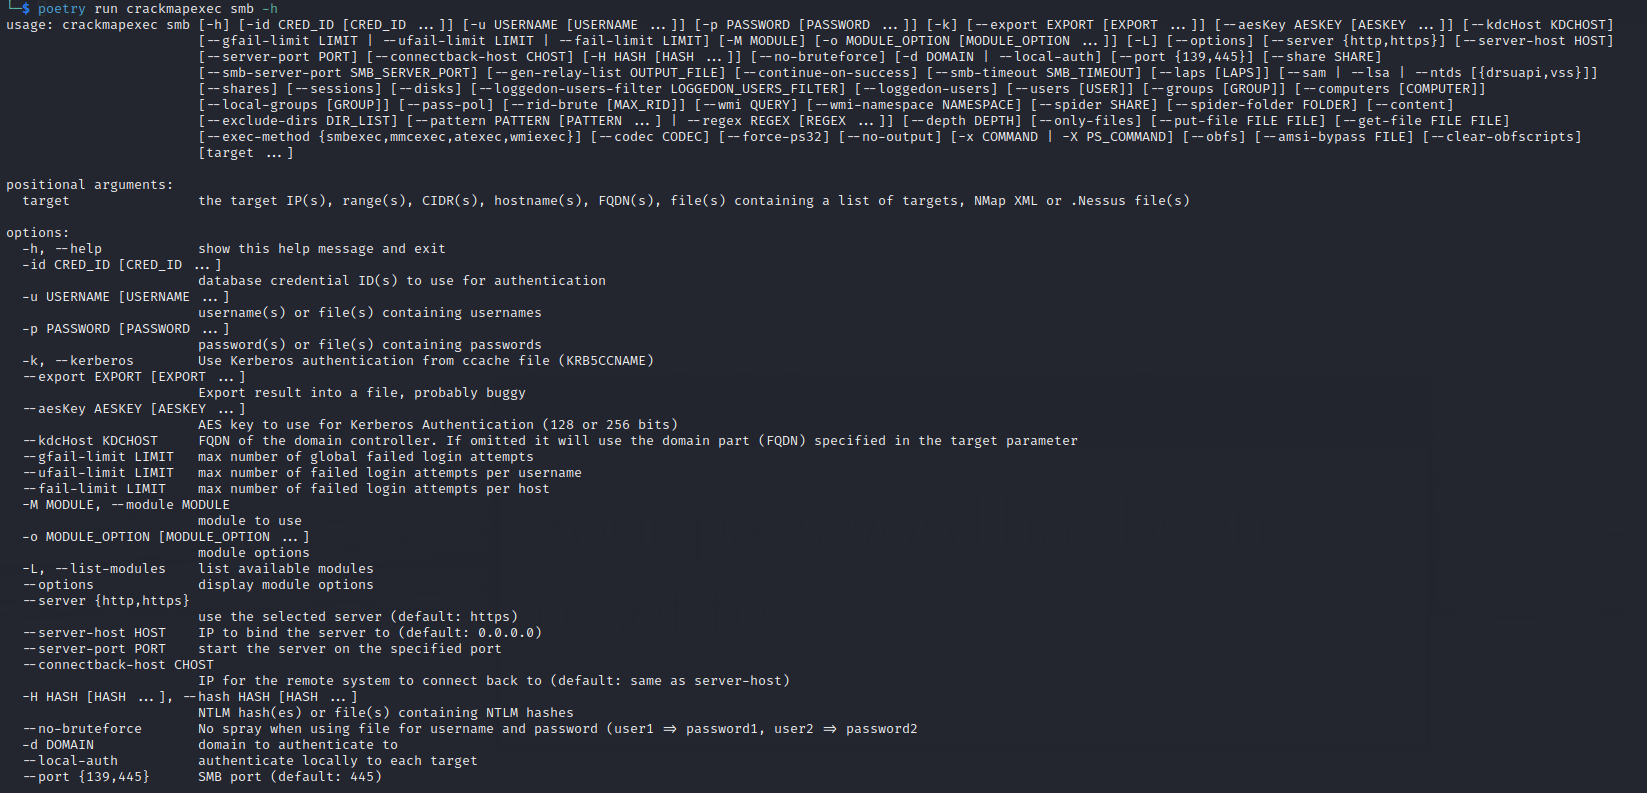 └─$ poetry run crackmapexec smb -h
usage: crackmapexec smb [-h] [-id CRED_ID [CRED_ID ...]] [-u USERNAME [USERNAME ...]] [-p PASSWORD [PASSWORD ...]] [-k] [--export EXPORT [EXPORT ...]] [--aesKey AESKEY [AESKEY ...]] [--kdcHost KDCHOST]
[--gfail-limit LIMIT | --ufail-limit LIMIT | --fail-limit LIMIT] [-M MODULE] [-o MODULE_OPTION [MODULE_OPTION ...]] [-L] [--options] [--server {http,https}] [--server-host HOST]
[--server-port PORT] [--connectback-host CHOST] [-H HASH [HASH ...]] [--no-bruteforce] [-d DOMAIN | --local-auth] [--port {139,445}] [--share SHARE]
[--smb-server-port SMB_SERVER_PORT] [--gen-relay-list OUTPUT_FILE] [--continue-on-success] [--smb-timeout SMB_TIMEOUT] [--laps [LAPS]] [--sam | --lsa | --ntds [{drsuapi,vss}]]
[--shares] [--sessions] [--disks] [--loggedon-users-filter LOGGEDON_USERS_FILTER] [--loggedon-users] [--users [USER]] [--groups [GROUP]] [--computers [COMPUTER]]
[--local-groups [GROUP]] [--pass-pol] [--rid-brute [MAX_RID]] [--wmi QUERY] [--wmi-namespace NAMESPACE] [--spider SHARE] [--spider-folder FOLDER] [--content]
[--exclude-dirs DIR_LIST] [--pattern PATTERN [PATTERN ...] | --regex REGEX [REGEX ...]] [--depth DEPTH] [--only-files] [--put-file FILE FILE] [--get-file FILE FILE]
[--exec-method {smbexec,mmcexec,atexec,wmiexec}] [--codec CODEC] [--force-ps32] [--no-output] [-x COMMAND | -X PS_COMMAND] [--obfs] [--amsi-bypass FILE] [--clear-obfscripts]
[target ...]
positional arguments:
target the target IP(s), range(s), CIDR(s), hostname(s), FQDN(s), file(s) containing a list of targets, NMap XML or .Nessus file(s)
options:
-h, --help show this help message and exit
-id CRED_ID [CRED_ID ...]
database credential ID(s) to use for authentication
-u USERNAME [USERNAME ...]
username(s) or file(s) containing usernames
-p PASSWORD [PASSWORD ...]
password(s) or file(s) containing passwords
-k, --kerberos Use Kerberos authentication from ccache file (KRB5CCNAME)
--export EXPORT [EXPORT ...]
Export result into a file, probably buggy
--aesKey AESKEY [AESKEY ...]
AES key to use for Kerberos Authentication (128 or 256 bits)
--kdcHost KDCHOST FQDN of the domain controller. If omitted it will use the domain part (FQDN) specified in the target parameter
--gfail-limit LIMIT max number of global failed login attempts
--ufail-limit LIMIT max number of failed login attempts per username
--fail-limit LIMIT max number of failed login attempts per host
-M MODULE, --module MODULE
module to use
-o MODULE_OPTION [MODULE_OPTION ...]
module options
-L, --list-modules list available modules
--options display module options
--server {http,https}
use the selected server (default: https)
--server-host HOST IP to bind the server to (default: 0.0.0.0)
--server-port PORT start the server on the specified port
--connectback-host CHOST
IP for the remote system to connect back to (default: same as server-host)
-H HASH [HASH ...], --hash HASH [HASH ...]
NTLM hash(es) or file(s) containing NTLM hashes
--no-bruteforce No spray when using file for username and password (user1 => password1, user2 => password2
-d DOMAIN domain to authenticate to
--local-auth authenticate locally to each target
--port {139,445} SMB port (default: 445)